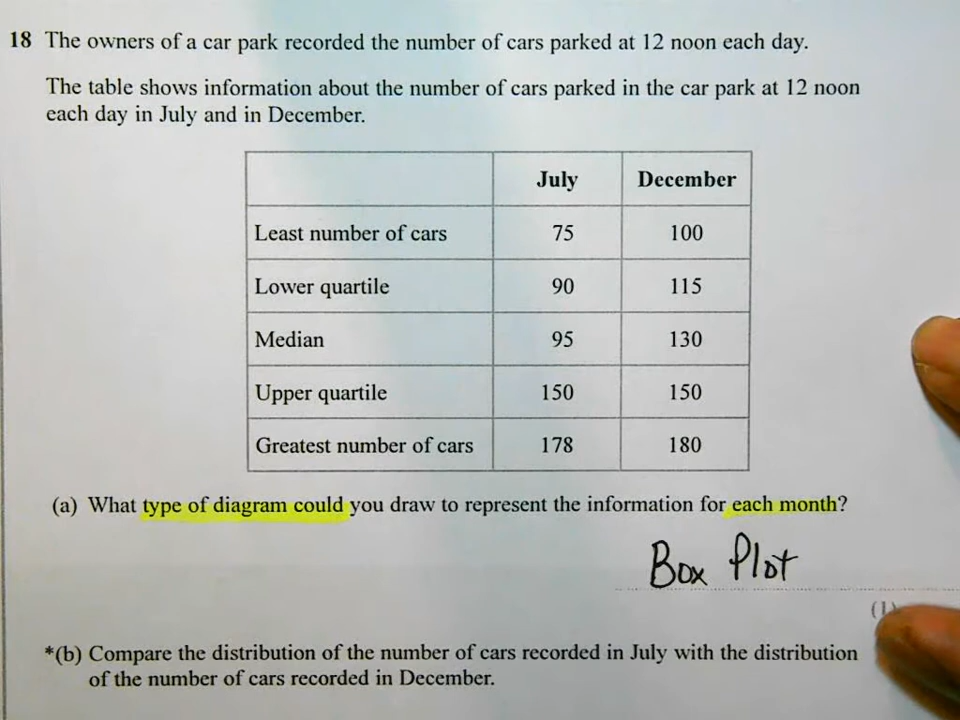 18 The owners of a car park recorded the number of cars parked at 12 noon each day.
The table shows information about the number of cars parked in the car park at 12 noon
each day in July and in December.
July December
Least number of cars 75 100
Lower quartile 90 115
Median 95 130
Upper quartile 150 150
Greatest number of cars 178 180
(a) What type of diagram could you draw to represent the information for each month?
Box Plot
(1)
*(b) Compare the distribution of the number of cars recorded in July with the distribution
of the number of cars recorded in December.